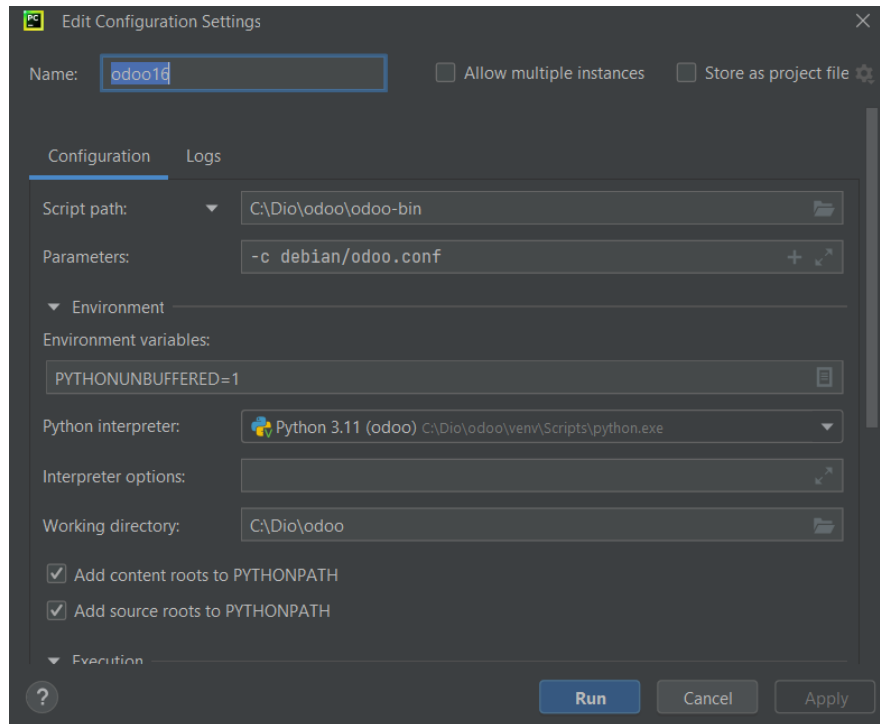 PC
Edit Configuration Settings
Name: odoo16 Allow multiple instances Store as project file
Configuration Logs
Script path: C:\Dio\odoo\odoo-bin
Parameters: -c debian/odoo.conf
Environment
Environment variables:
PYTHONUNBUFFERED=1
Python interpreter: Python 3.11 (odoo) C:\Dio\odoo\venv\Scripts\python.exe
Interpreter options:
Working directory: C:\Dio\odoo
Add content roots to PYTHONPATH
Add source roots to PYTHONPATH
Execution
? Run Cancel Apply